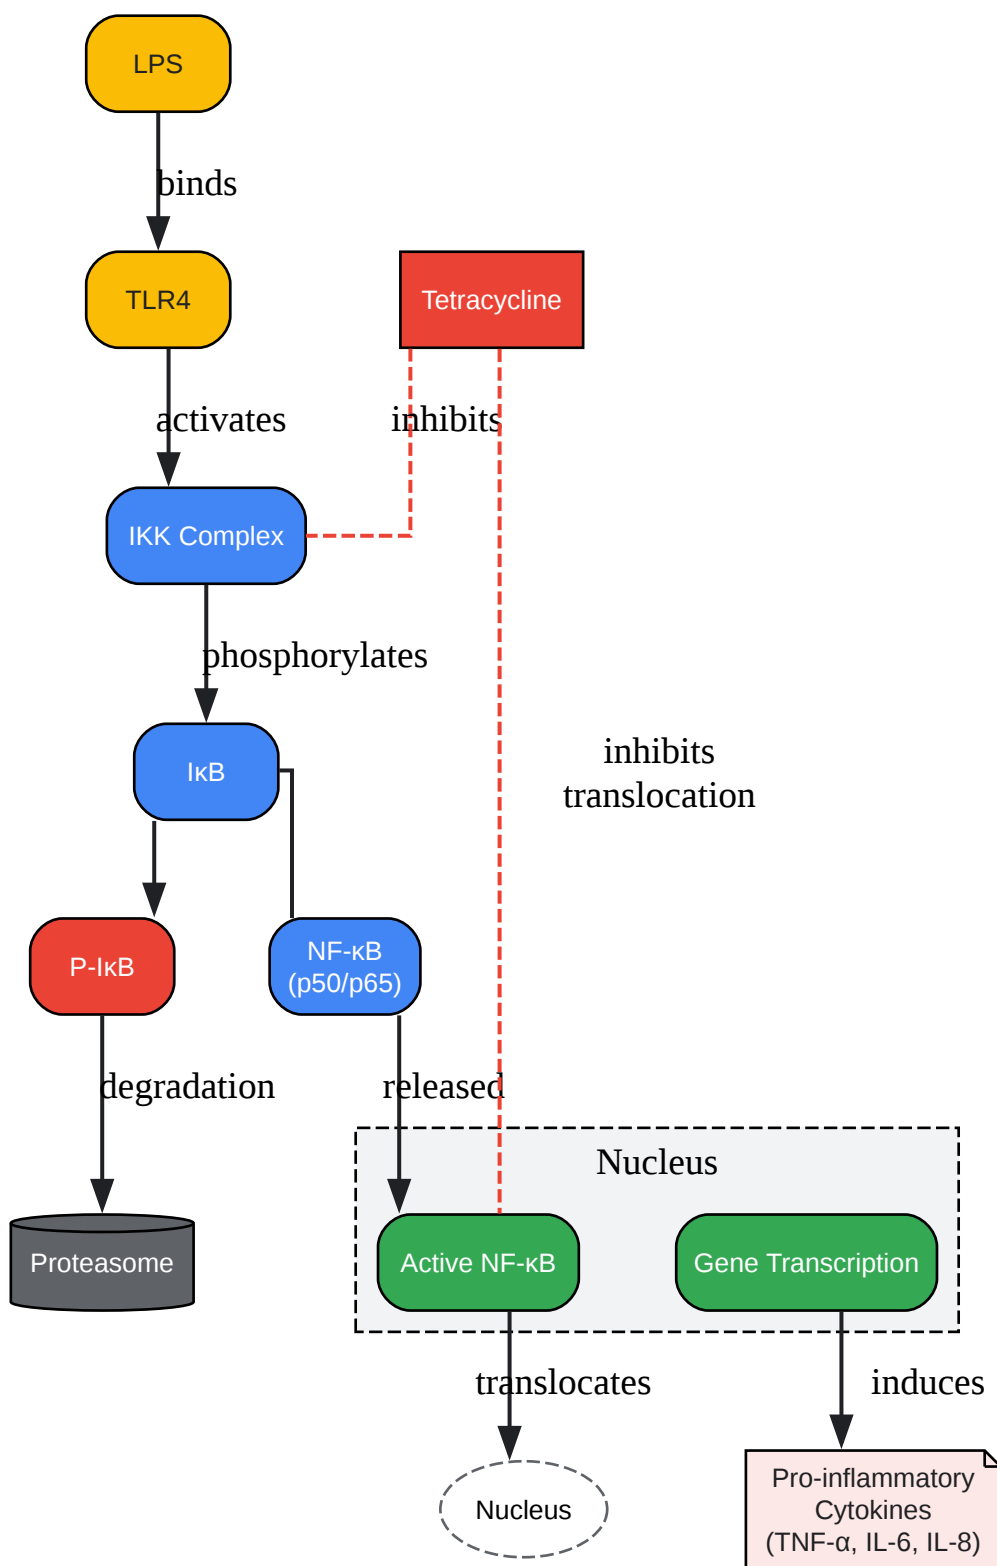 LPS
binds
TLR4
Tetracycline
activates
inhibits
IKK Complex
phosphorylates
IκB
inhibits
translocation
P-IκB
NF-κB
(p50/p65)
degradation
released
Nucleus
Proteasome
Active NF-κB
Gene Transcription
translocates
induces
Nucleus
Pro-inflammatory
Cytokines
(TNF-α, IL-6, IL-8)